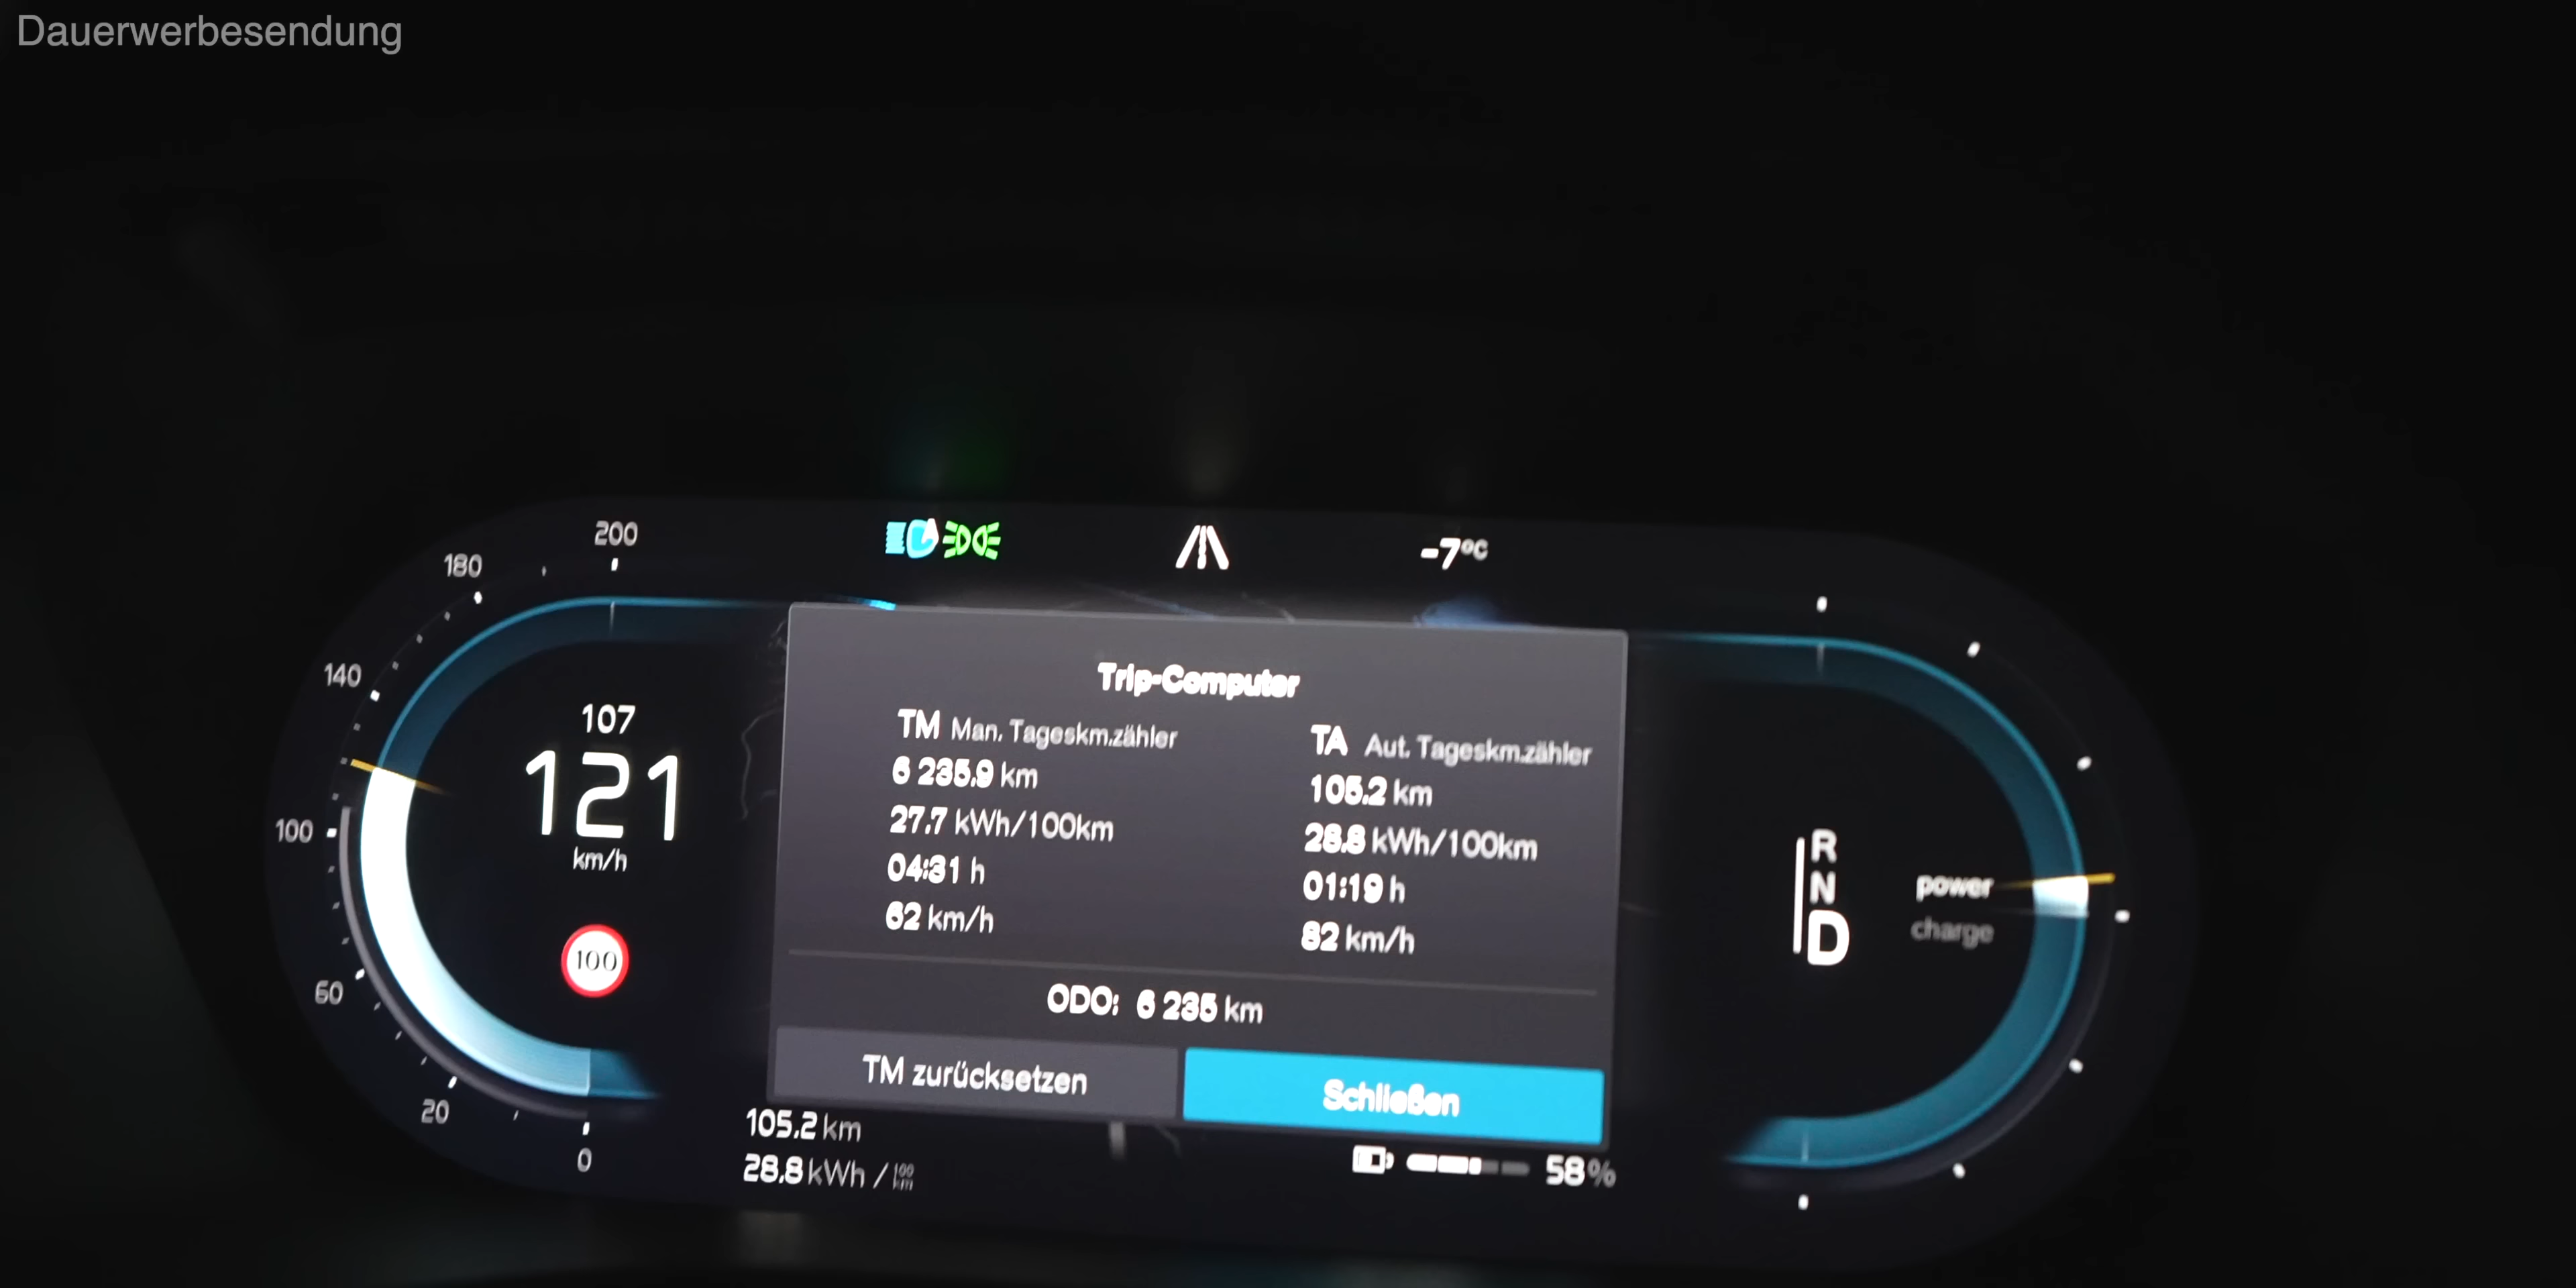 Dauerwerbesendung
200
180
140
100
60
20
0
-7°C
107
121
km/h
100
Trip-Computer
TM Man. Tageskm.zähler
6 235.9 km
27.7 kWh/100km
04:31 h
62 km/h
TA Aut. Tageskm.zähler
105.2 km
28.8 kWh/100km
01:19 h
82 km/h
ODO: 6 235 km
TM zurücksetzen
Schließen
105.2 km
28.8 kWh / 100 km
58%
R
N
D
power
charge